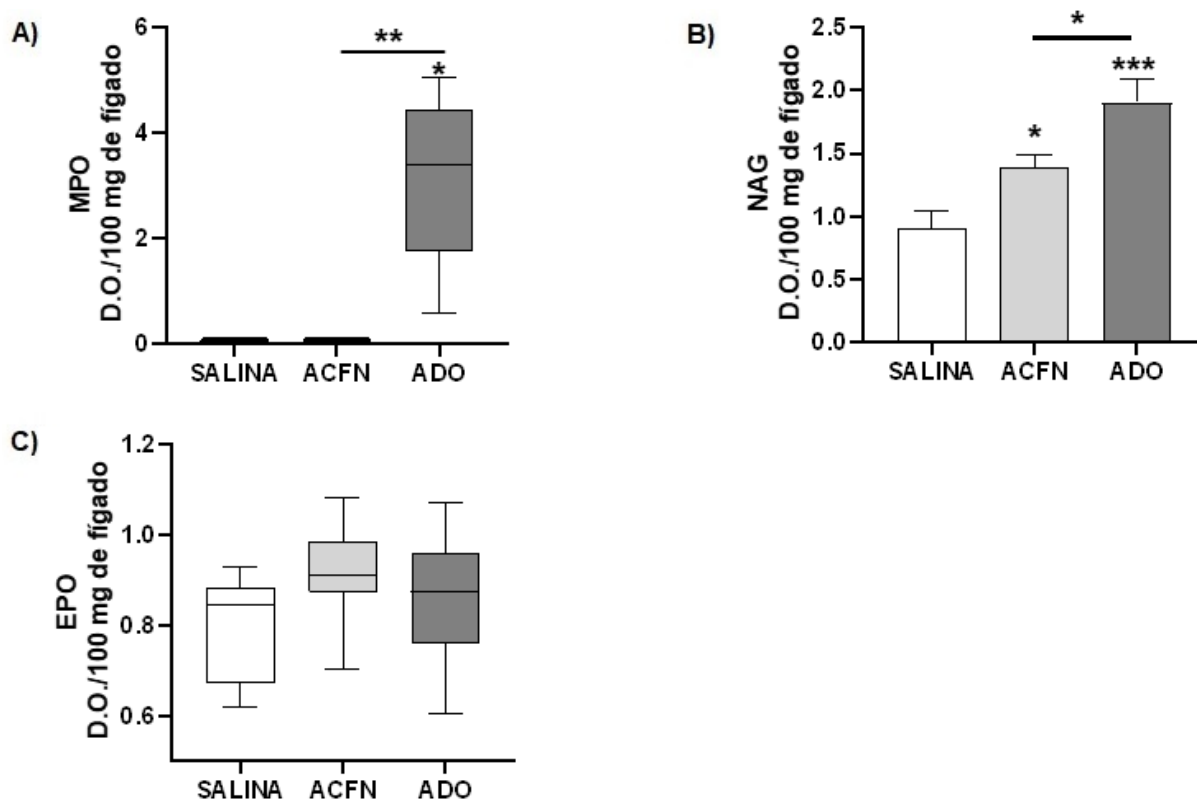 A)
MPO
D.O./100 mg de fígado
6
4
2
0
**
*
SALINA ACFN ADO
B)
NAG
D.O./100 mg de fígado
2.5
2.0
1.5
1.0
0.5
0.0
*
***
*
SALINA ACFN ADO
C)
EPO
D.O./100 mg de fígado
1.2
1.0
0.8
0.6
SALINA ACFN ADO